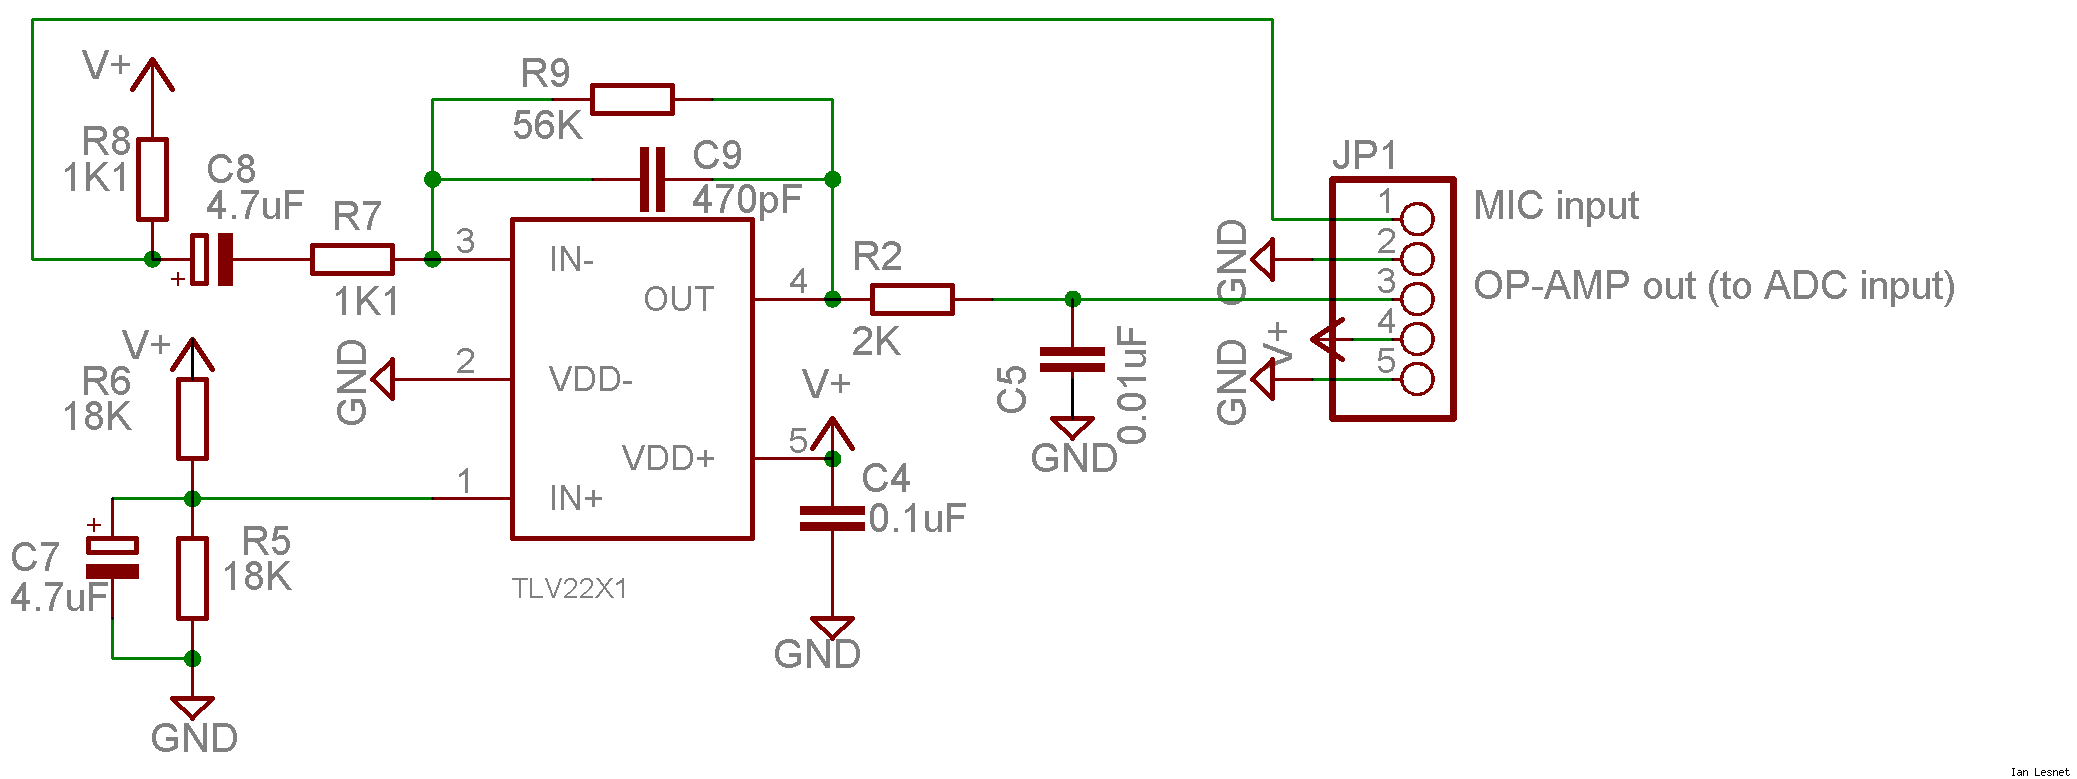 V+
R8
1K1
C8
4.7uF
R7
1K1
R9
56K
C9
470pF
3
IN-
4
OUT
2
VDD-
GND
5
VDD+
1
IN+
TLV22X1
R2
2K
V+
C4
0.1uF
GND
C5
0.01uF
GND
V+
R6
18K
+
+
C7
4.7uF
R5
18K
GND
JP1
1
MIC input
2
GND
3
OP-AMP out (to ADC input)
4
V+
5
GND
Ian Lesnet